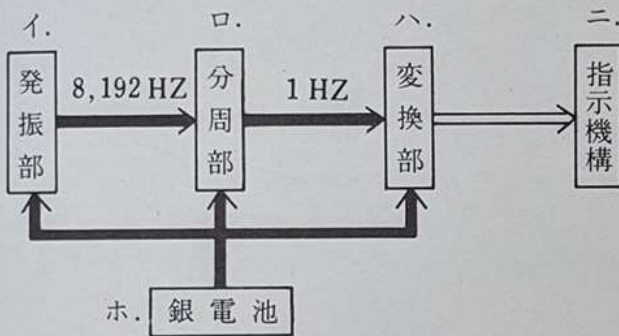 イ.
ロ.
ハ.
ニ.
発振部
8,192 HZ
分周部
1 HZ
変換部
指示機構
ホ.
銀電池